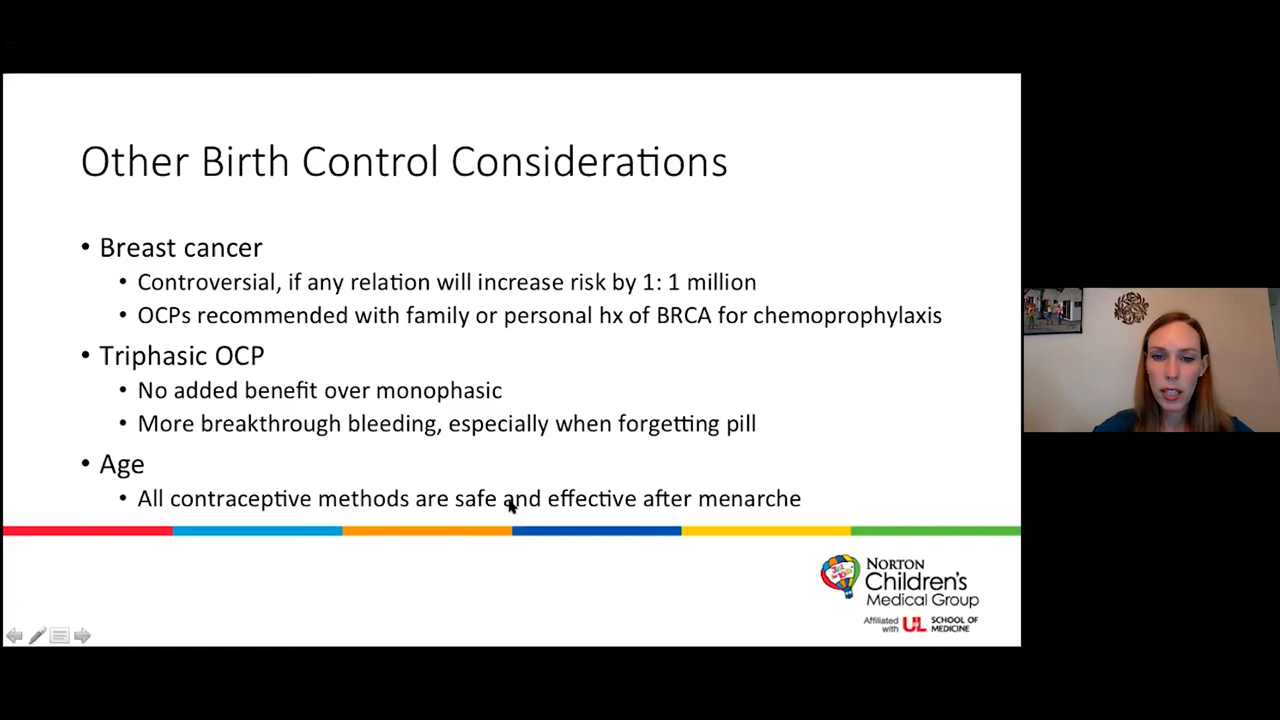 Other Birth Control Considerations
• Breast cancer
• Controversial, if any relation will increase risk by 1: 1 million
• OCPs recommended with family or personal hx of BRCA for chemoprophylaxis
• Triphasic OCP
• No added benefit over monophasic
• More breakthrough bleeding, especially when forgetting pill
• Age
• All contraceptive methods are safe and effective after menarche
Just for Kids
NORTON
Children's
Medical Group
Affiliated with UL SCHOOL OF MEDICINE